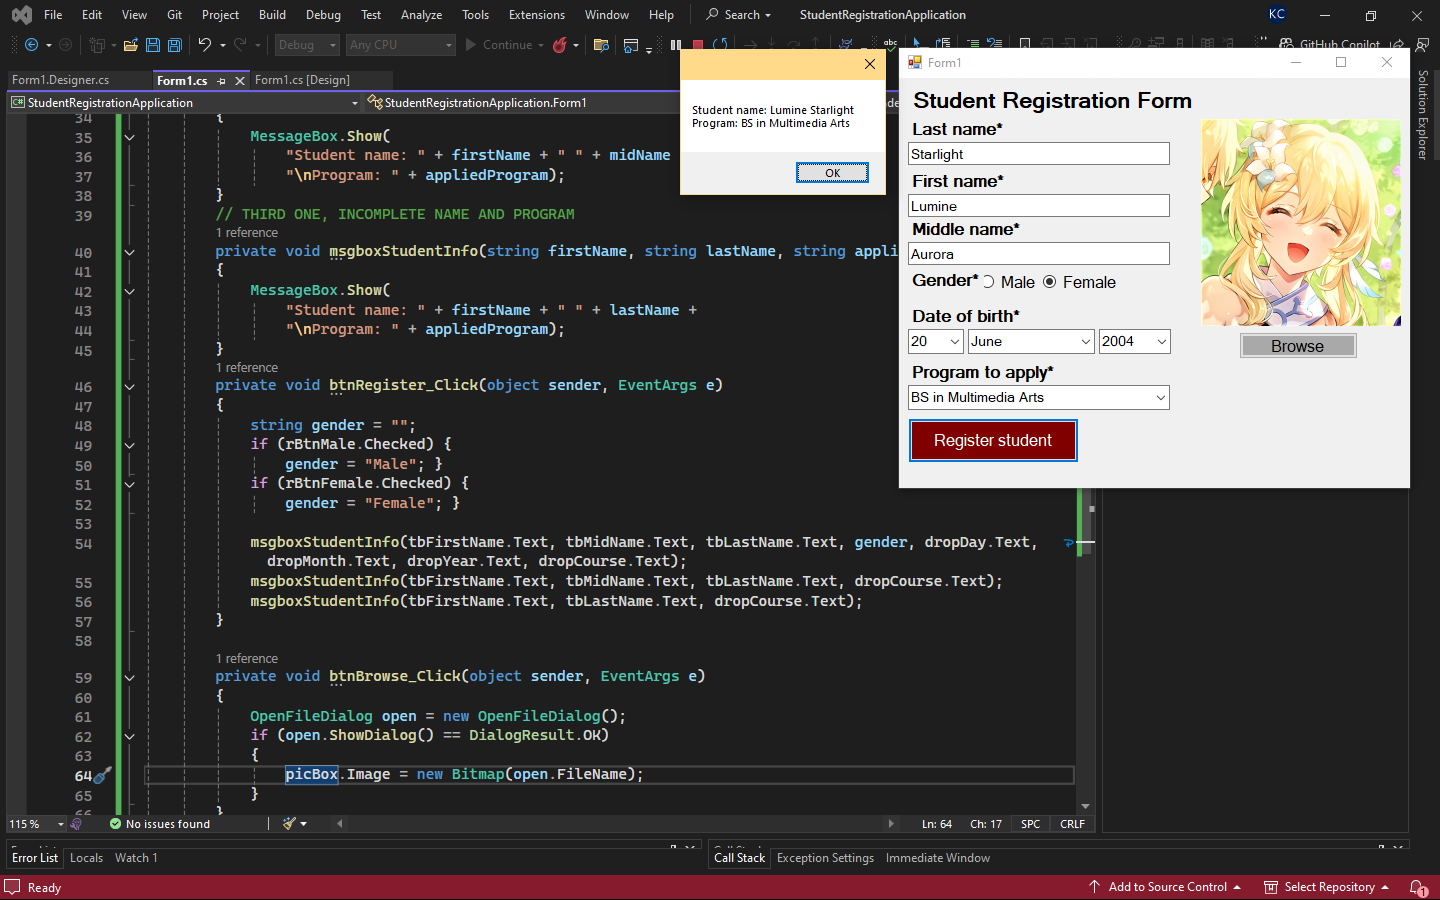 File Edit View Git Project Build Debug Test Analyze Tools Extensions Window Help Search StudentRegistrationApplication KC
Debug Any CPU Continue GitHub Copilot
Form1.Designer.cs Form1.cs Form1.cs [Design]
StudentRegistrationApplication StudentRegistrationApplication.Form1
34 {
35 MessageBox.Show(
36 "Student name: " + firstName + " " + midName
37 "\nProgram: " + appliedProgram);
38 }
39 // THIRD ONE, INCOMPLETE NAME AND PROGRAM
1 reference
40 private void msgboxStudentInfo(string firstName, string lastName, string appli
41 {
42 MessageBox.Show(
43 "Student name: " + firstName + " " + lastName +
44 "\nProgram: " + appliedProgram);
45 }
1 reference
46 private void btnRegister_Click(object sender, EventArgs e)
47 {
48 string gender = "";
49 if (rBtnMale.Checked) {
50 gender = "Male"; }
51 if (rBtnFemale.Checked) {
52 gender = "Female"; }
53
54 msgboxStudentInfo(tbFirstName.Text, tbMidName.Text, tbLastName.Text, gender, dropDay.Text,
dropMonth.Text, dropYear.Text, dropCourse.Text);
55 msgboxStudentInfo(tbFirstName.Text, tbMidName.Text, tbLastName.Text, dropCourse.Text);
56 msgboxStudentInfo(tbFirstName.Text, tbLastName.Text, dropCourse.Text);
57 }
58
1 reference
59 private void btnBrowse_Click(object sender, EventArgs e)
60 {
61 OpenFileDialog open = new OpenFileDialog();
62 if (open.ShowDialog() == DialogResult.OK)
63 {
64 picBox.Image = new Bitmap(open.FileName);
65 }
66 }
Student name: Lumine Starlight
Program: BS in Multimedia Arts
OK
Form1
Student Registration Form
Last name*
Starlight
First name*
Lumine
Middle name*
Aurora
Gender* Male Female
Date of birth*
20 June 2004
Browse
Program to apply*
BS in Multimedia Arts
Register student
Solution Explorer
115 % No issues found Ln: 64 Ch: 17 SPC CRLF
Error List Locals Watch 1 Call Stack Exception Settings Immediate Window
Ready Add to Source Control Select Repository 1